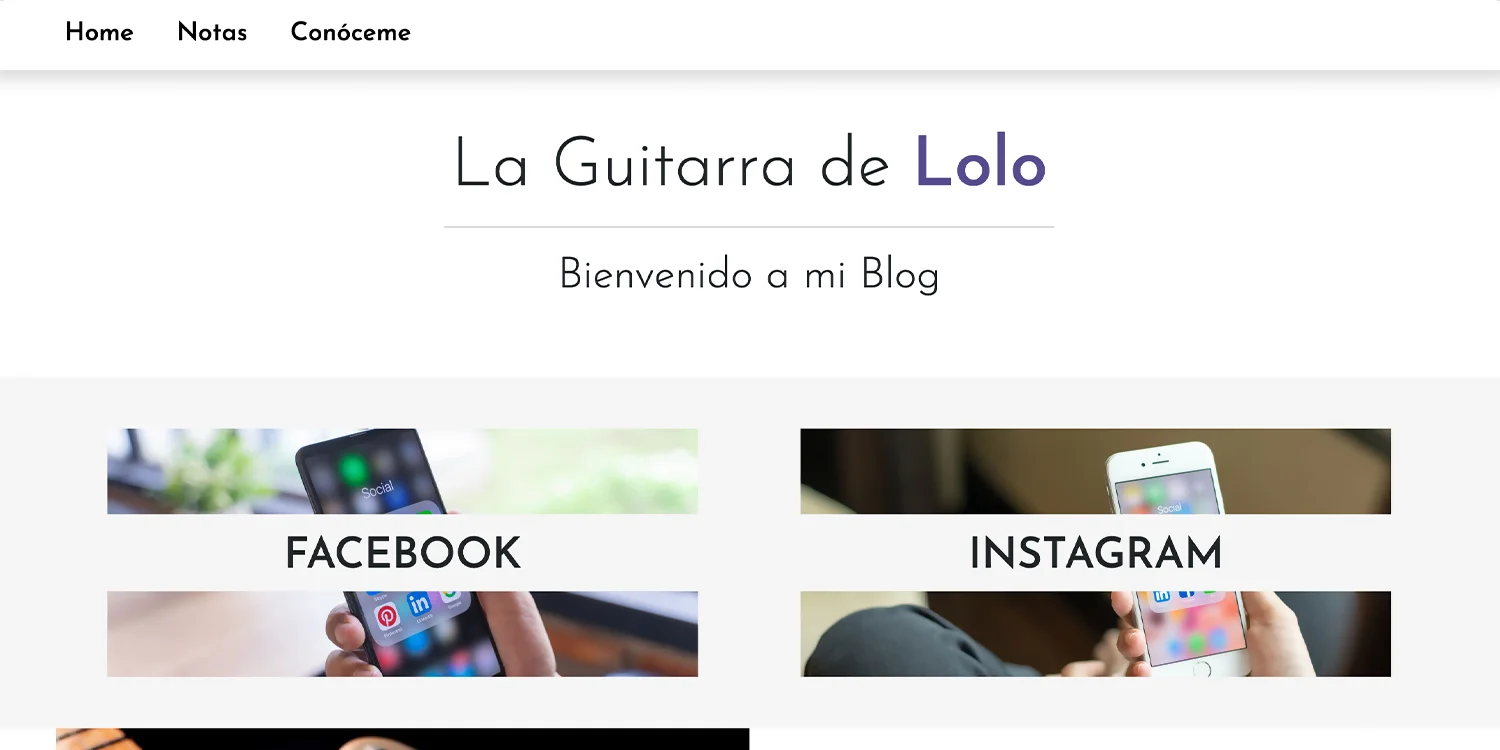 Home Notas Conóceme
La Guitarra de Lolo
Bienvenido a mi Blog
Social
Social
FACEBOOK
INSTAGRAM